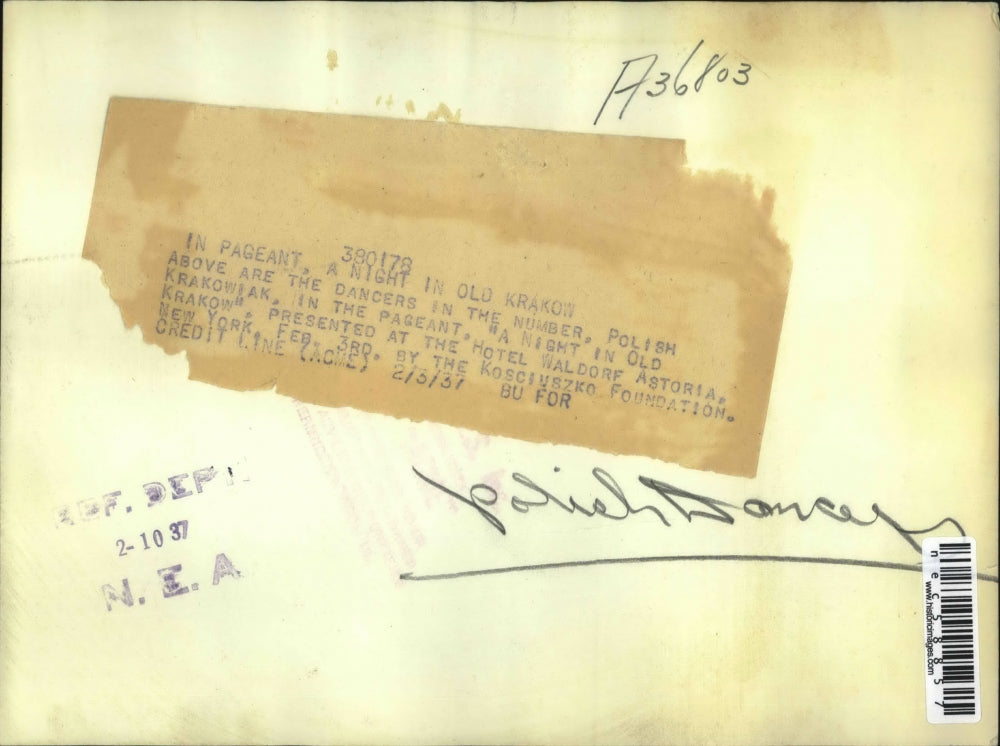 A36803
380178
IN PAGEANT, A NIGHT IN OLD KRAKOW
ABOVE ARE THE DANCERS IN THE NUMBER, POLISH
KRAKOWIAK, IN THE PAGEANT, "A NIGHT IN OLD
KRAKOW", PRESENTED AT THE HOTEL WALDORF ASTORIA,
NEW YORK, FEB. 3RD. BY THE KOSCIUSZKO FOUNDATION.
CREDIT LINE (ACME) 2/5/37 BU FOR
Polish Dancers
REF. DEPT.
2-10 37
N. E. A
nec58857
www.historicimages.com